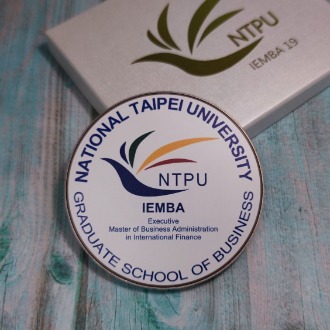 NTPU
IEMBA 19
NATIONAL TAIPEI UNIVERSITY
NTPU
IEMBA
Executive
Master of Business Administration
in International Finance
GRADUATE SCHOOL OF BUSINESS